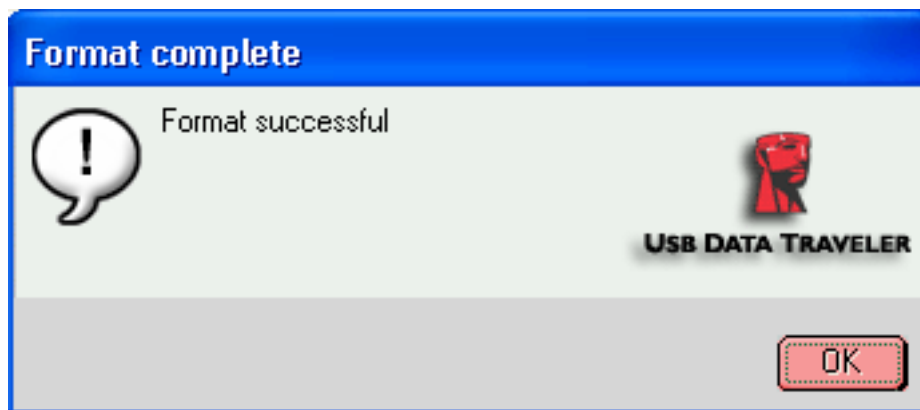 Format complete
Format successful
USB DATA TRAVELER
OK